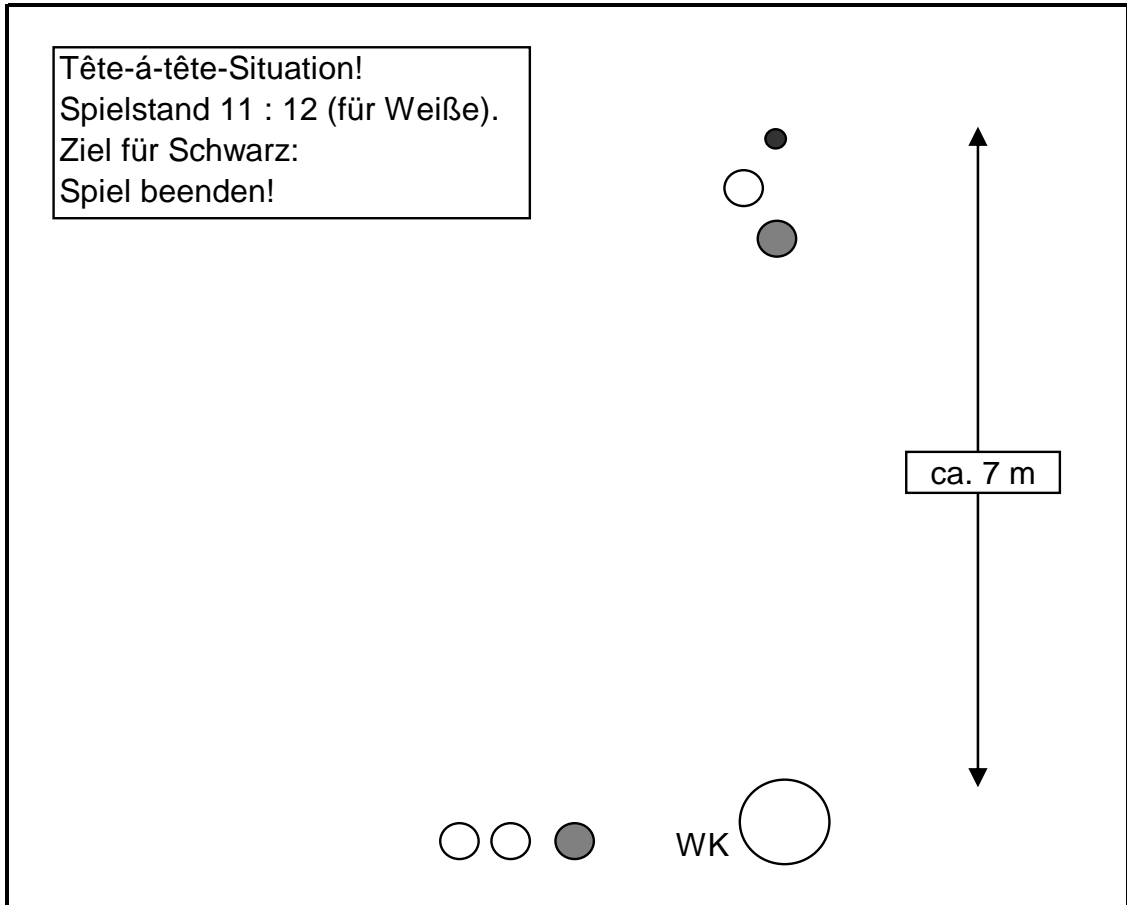 Tête-á-tête-Situation!
Spielstand 11 : 12 (für Weiße).
Ziel für Schwarz:
Spiel beenden!
ca. 7 m
WK